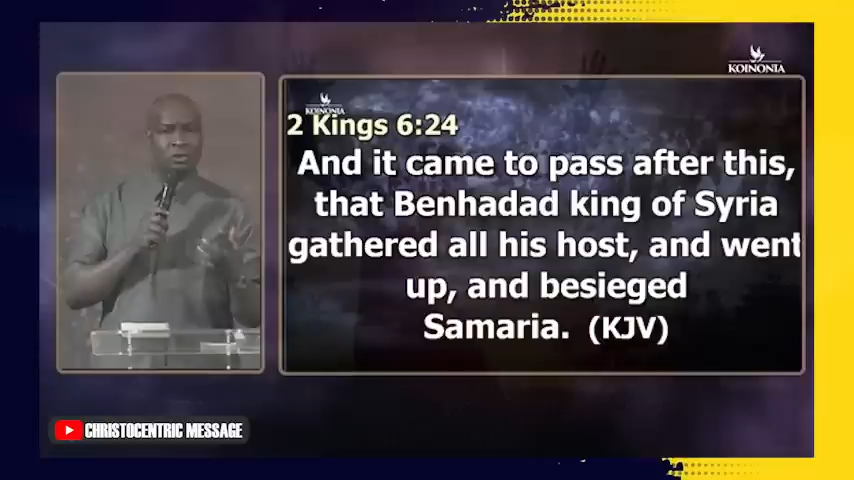 KOINONIA
KOINONIA
2 Kings 6:24
And it came to pass after this,
that Benhadad king of Syria
gathered all his host, and went
up, and besieged
Samaria. (KJV)
CHRISTOCENTRIC MESSAGE